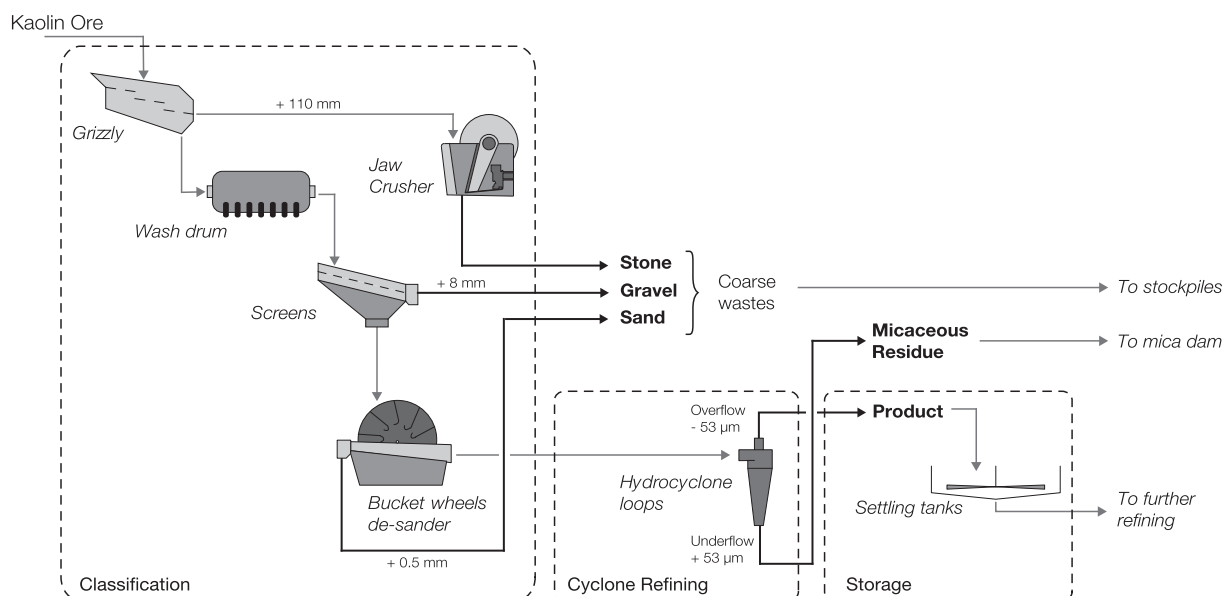 Kaolin Ore
+ 110 mm
Grizzly
Jaw
Crusher
Wash drum
Stone
+ 8 mm
Gravel
Coarse
wastes
To stockpiles
Screens
Sand
Micaceous
Residue
To mica dam
Overflow
- 53 µm
Product
Hydrocyclone
loops
Bucket wheels
de-sander
Settling tanks
To further
refining
Underflow
+ 53 µm
+ 0.5 mm
Classification
Cyclone Refining
Storage